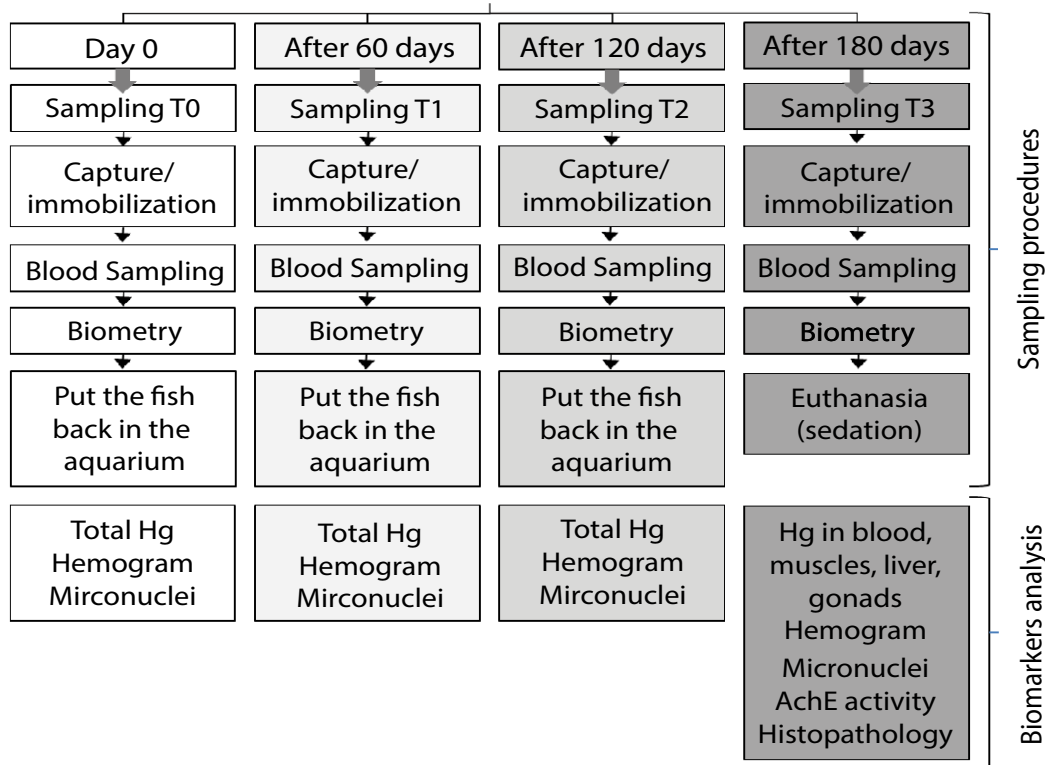 Day 0
Sampling T0
Capture/
immobilization
Blood Sampling
Biometry
Put the fish
back in the
aquarium
Total Hg
Hemogram
Mirconuclei
After 60 days
Sampling T1
Capture/
immobilization
Blood Sampling
Biometry
Put the fish
back in the
aquarium
Total Hg
Hemogram
Mirconuclei
After 120 days
Sampling T2
Capture/
immobilization
Blood Sampling
Biometry
Put the fish
back in the
aquarium
Total Hg
Hemogram
Mirconuclei
After 180 days
Sampling T3
Capture/
immobilization
Blood Sampling
Biometry
Euthanasia
(sedation)
Hg in blood,
muscles, liver,
gonads
Hemogram
Micronuclei
AchE activity
Histopathology
Sampling procedures
Biomarkers analysis